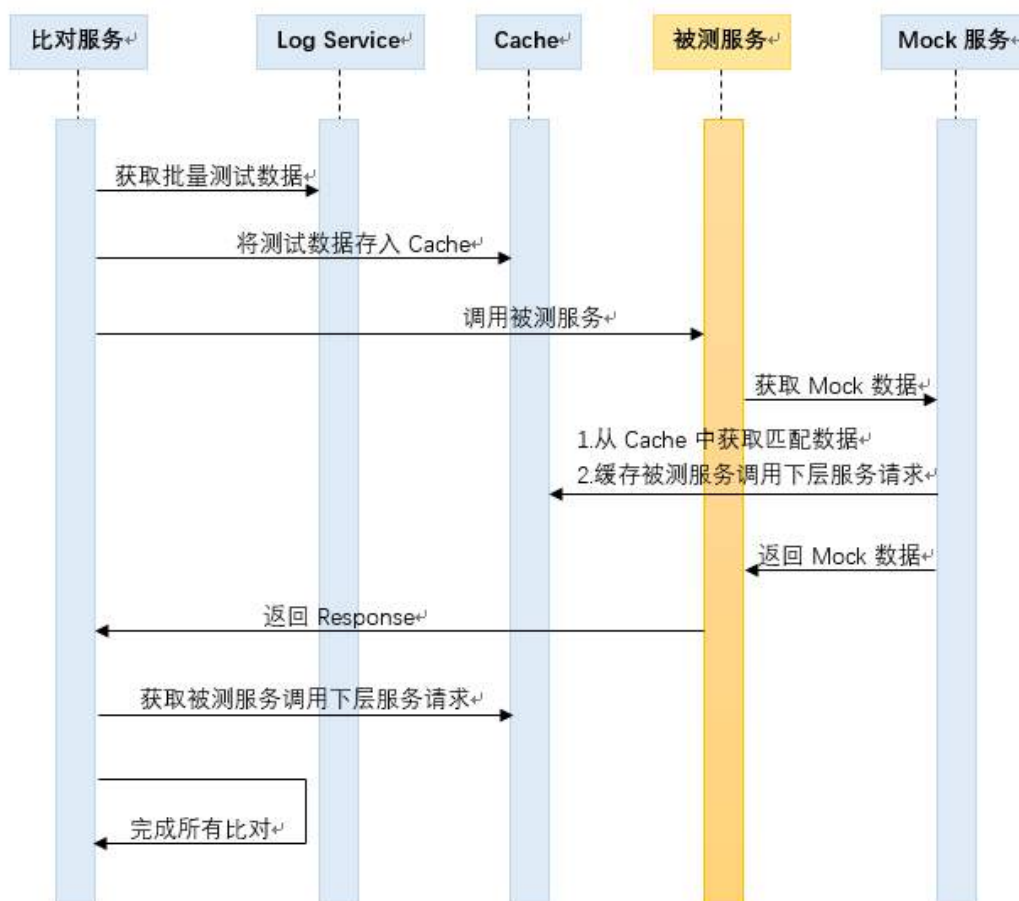 比对服务↵
Log Service↵
Cache↵
被测服务↵
Mock 服务↵
获取批量测试数据↵
将测试数据存入 Cache↵
调用被测服务↵
获取 Mock 数据↵
1.从 Cache 中获取匹配数据↵
2.缓存被测服务调用下层服务请求↵
返回 Mock 数据↵
返回 Response↵
获取被测服务调用下层服务请求↵
完成所有比对↵